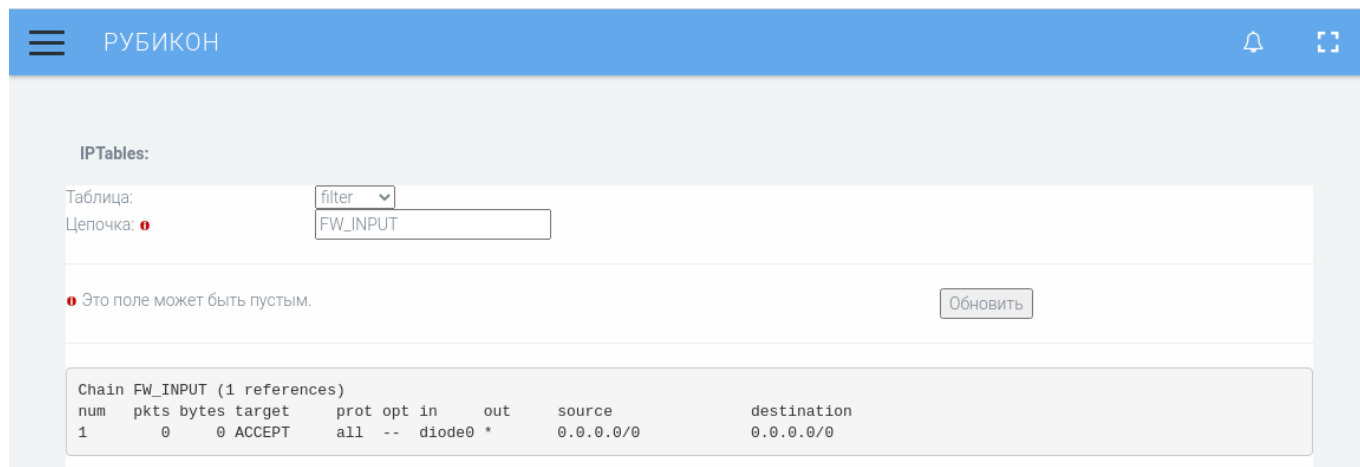 РУБИКОН
IPTables:
Таблица: filter
Цепочка: FW_INPUT
Это поле может быть пустым. Обновить
Chain FW_INPUT (1 references)
num   pkts bytes target     prot opt in     out     source               destination
1        0     0 ACCEPT     all  --  diode0 *       0.0.0.0/0            0.0.0.0/0